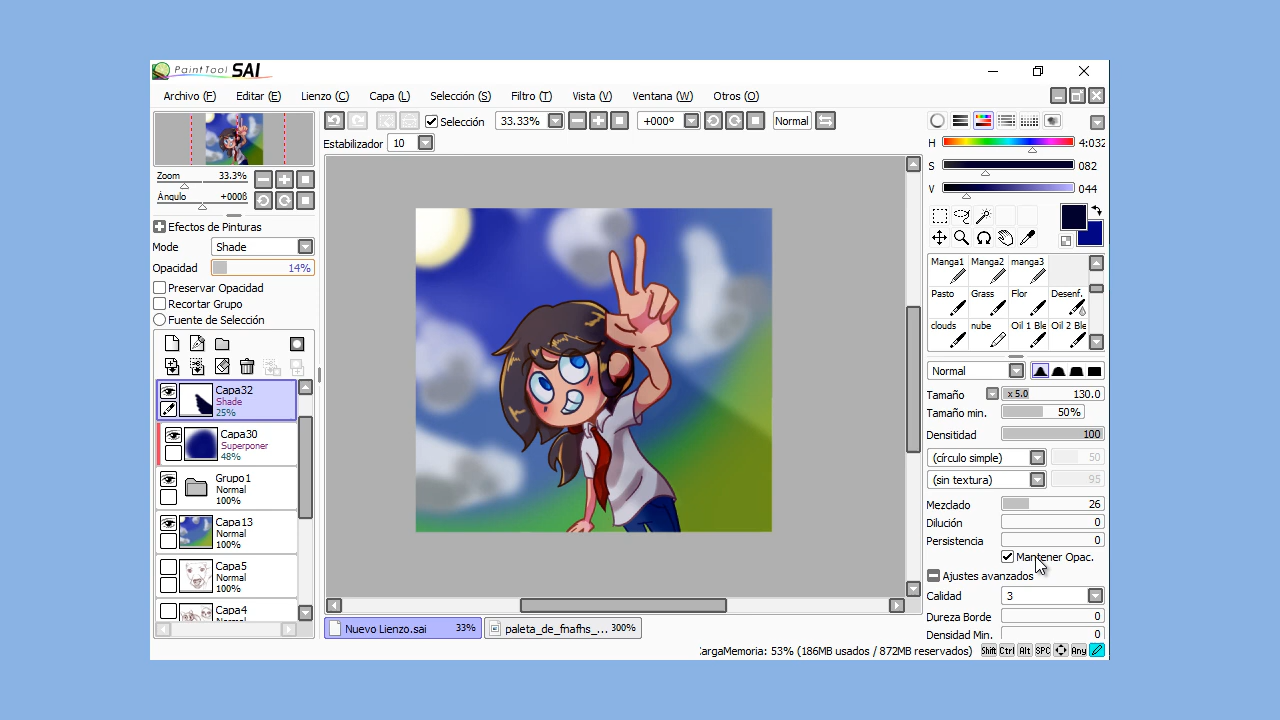 PaintTool SAI
Archivo (F) Editar (E) Lienzo (C) Capa (L) Selección (S) Filtro (T) Vista (V) Ventana (W) Otros (O)
Selección 33.33% +000° Normal
Estabilizador 10
Zoom 33.3%
Ángulo +0008
Efectos de Pinturas
Mode Shade
Opacidad 14%
Preservar Opacidad
Recortar Grupo
Fuente de Selección
Capa32
Shade
25%
Capa30
Superponer
48%
Grupo1
Normal
100%
Capa13
Normal
100%
Capa5
Normal
100%
Capa4
Nuevo Lienzo.sai 33%
paleta_de_fnafhs_... 300%
H 4:032
S 082
V 044
Manga1 Manga2 manga3
Pasto Grass Flor Desenf.
clouds nube Oil 1 Ble Oil 2 Ble
Normal
Tamaño x 5.0 130.0
Tamaño min. 50%
Densitidad 100
(círculo simple) 50
(sin textura) 95
Mezclado 26
Dilución 0
Persistencia 0
Mantener Opac.
Ajustes avanzados
Calidad 3
Dureza Borde 0
Densidad Min. 0
CargaMemoria: 53% (186MB usados / 872MB reservados) Shift Ctrl Alt SPC Any